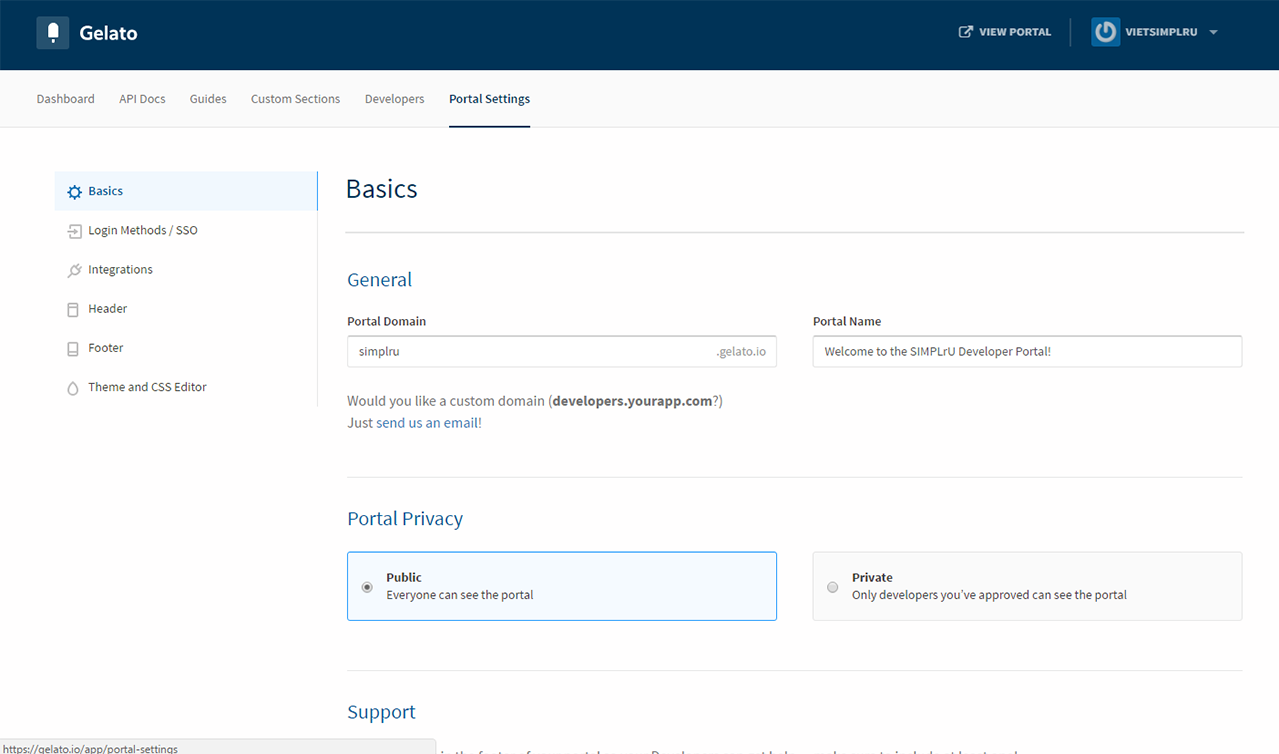 Gelato
VIEW PORTAL
VIETSIMPLRU
Dashboard API Docs Guides Custom Sections Developers Portal Settings
Basics
Login Methods / SSO
Integrations
Header
Footer
Theme and CSS Editor
Basics
General
Portal Domain
simplru .gelato.io
Portal Name
Welcome to the SIMPLrU Developer Portal!
Would you like a custom domain (developers.yourapp.com?)
Just send us an email!
Portal Privacy
Public
Everyone can see the portal
Private
Only developers you've approved can see the portal
Support
https://gelato.io/app/portal-settings